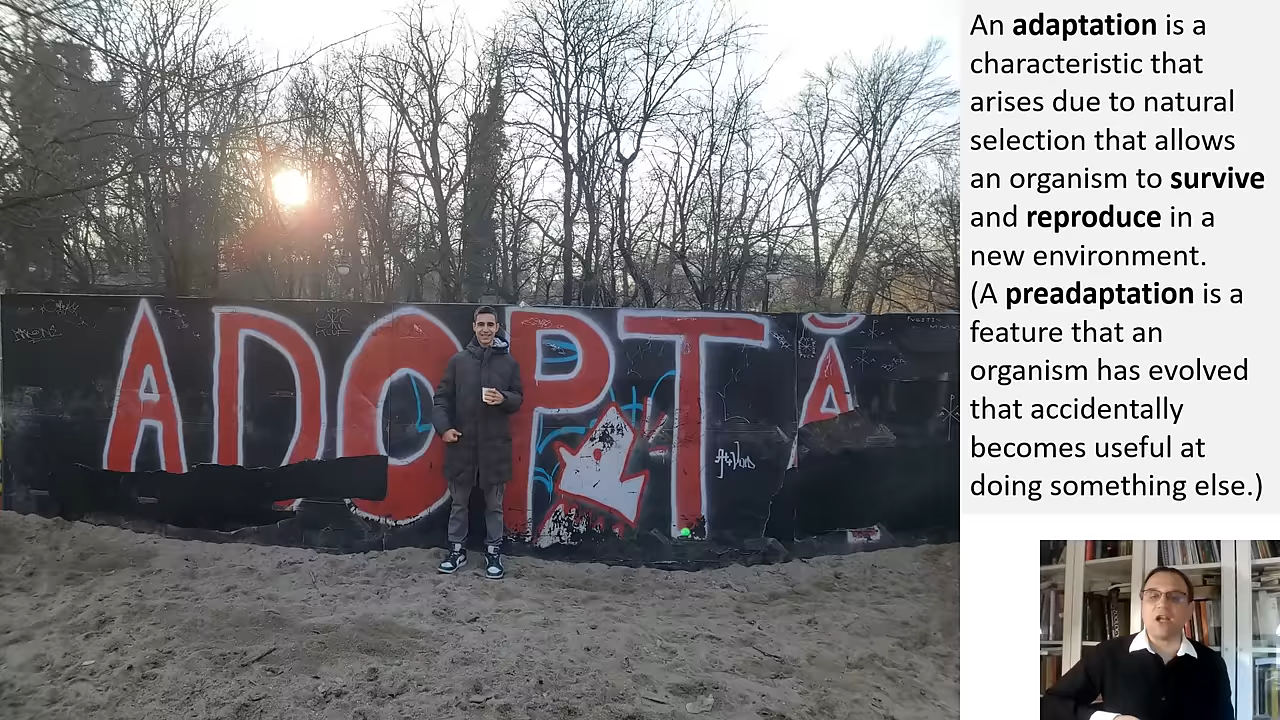 ADOPTĂ
An adaptation is a
characteristic that
arises due to natural
selection that allows
an organism to survive
and reproduce in a
new environment.
(A preadaptation is a
feature that an
organism has evolved
that accidentally
becomes useful at
doing something else.)